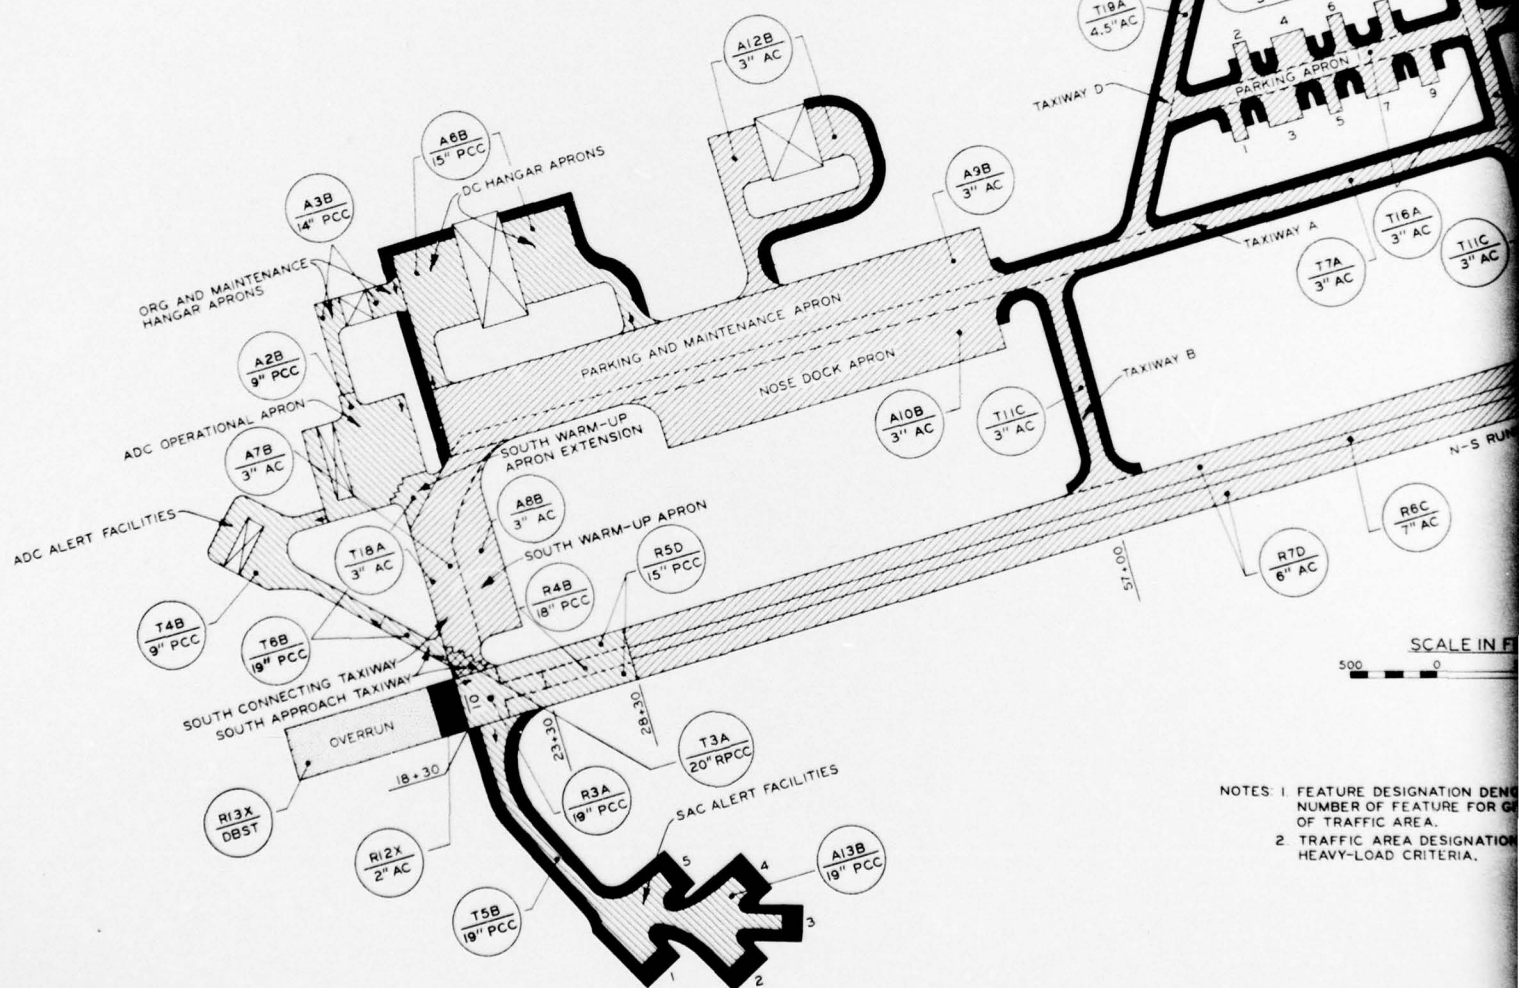 T19A
4.5" AC
2
4
6
PARKING APRON
1
3
5
7
9
TAXIWAY D
A12B
3" AC
A6B
15" PCC
DC HANGAR APRONS
A3B
14" PCC
A9B
3" AC
T16A
3" AC
T11C
3" AC
T7A
3" AC
TAXIWAY A
ORG AND MAINTENANCE
HANGAR APRONS
PARKING AND MAINTENANCE APRON
NOSE DOCK APRON
A2B
9" PCC
TAXIWAY B
ADC OPERATIONAL APRON
A7B
3" AC
SOUTH WARM-UP
APRON EXTENSION
A10B
3" AC
T11C
3" AC
N-S RUN
ADC ALERT FACILITIES
A8B
3" AC
SOUTH WARM-UP APRON
R6C
7" AC
R7D
6" AC
57+00
T18A
3" AC
R5D
15" PCC
R4B
18" PCC
T4B
9" PCC
T6B
19" PCC
SCALE IN
500
0
SOUTH CONNECTING TAXIWAY
SOUTH APPROACH TAXIWAY
OVERRUN
10
18+30
23+30
28+30
T3A
20" RPCC
R3A
19" PCC
SAC ALERT FACILITIES
R13X
DBST
R12X
2" AC
A13B
19" PCC
T5B
19" PCC
5
4
3
2
1
NOTES: 1. FEATURE DESIGNATION
NUMBER OF FEATURE FOR
OF TRAFFIC AREA.
2. TRAFFIC AREA DESIGNATION
HEAVY-LOAD CRITERIA.